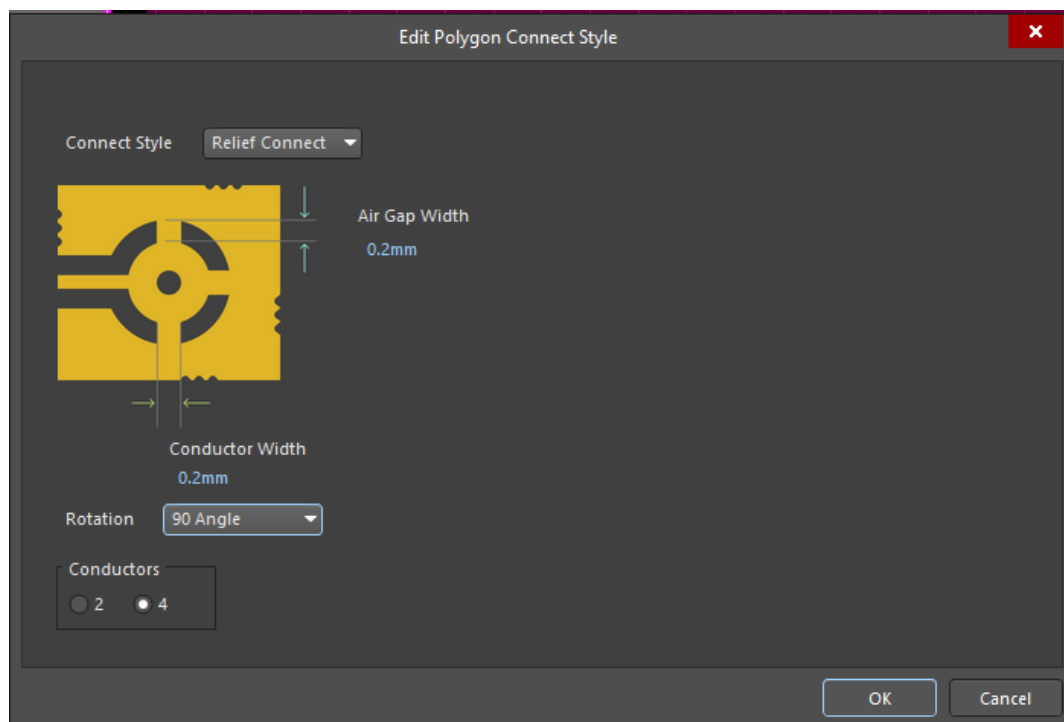 Edit Polygon Connect Style
Connect Style Relief Connect
Air Gap Width
0.2mm
Conductor Width
0.2mm
Rotation 90 Angle
Conductors
2 4
OK Cancel